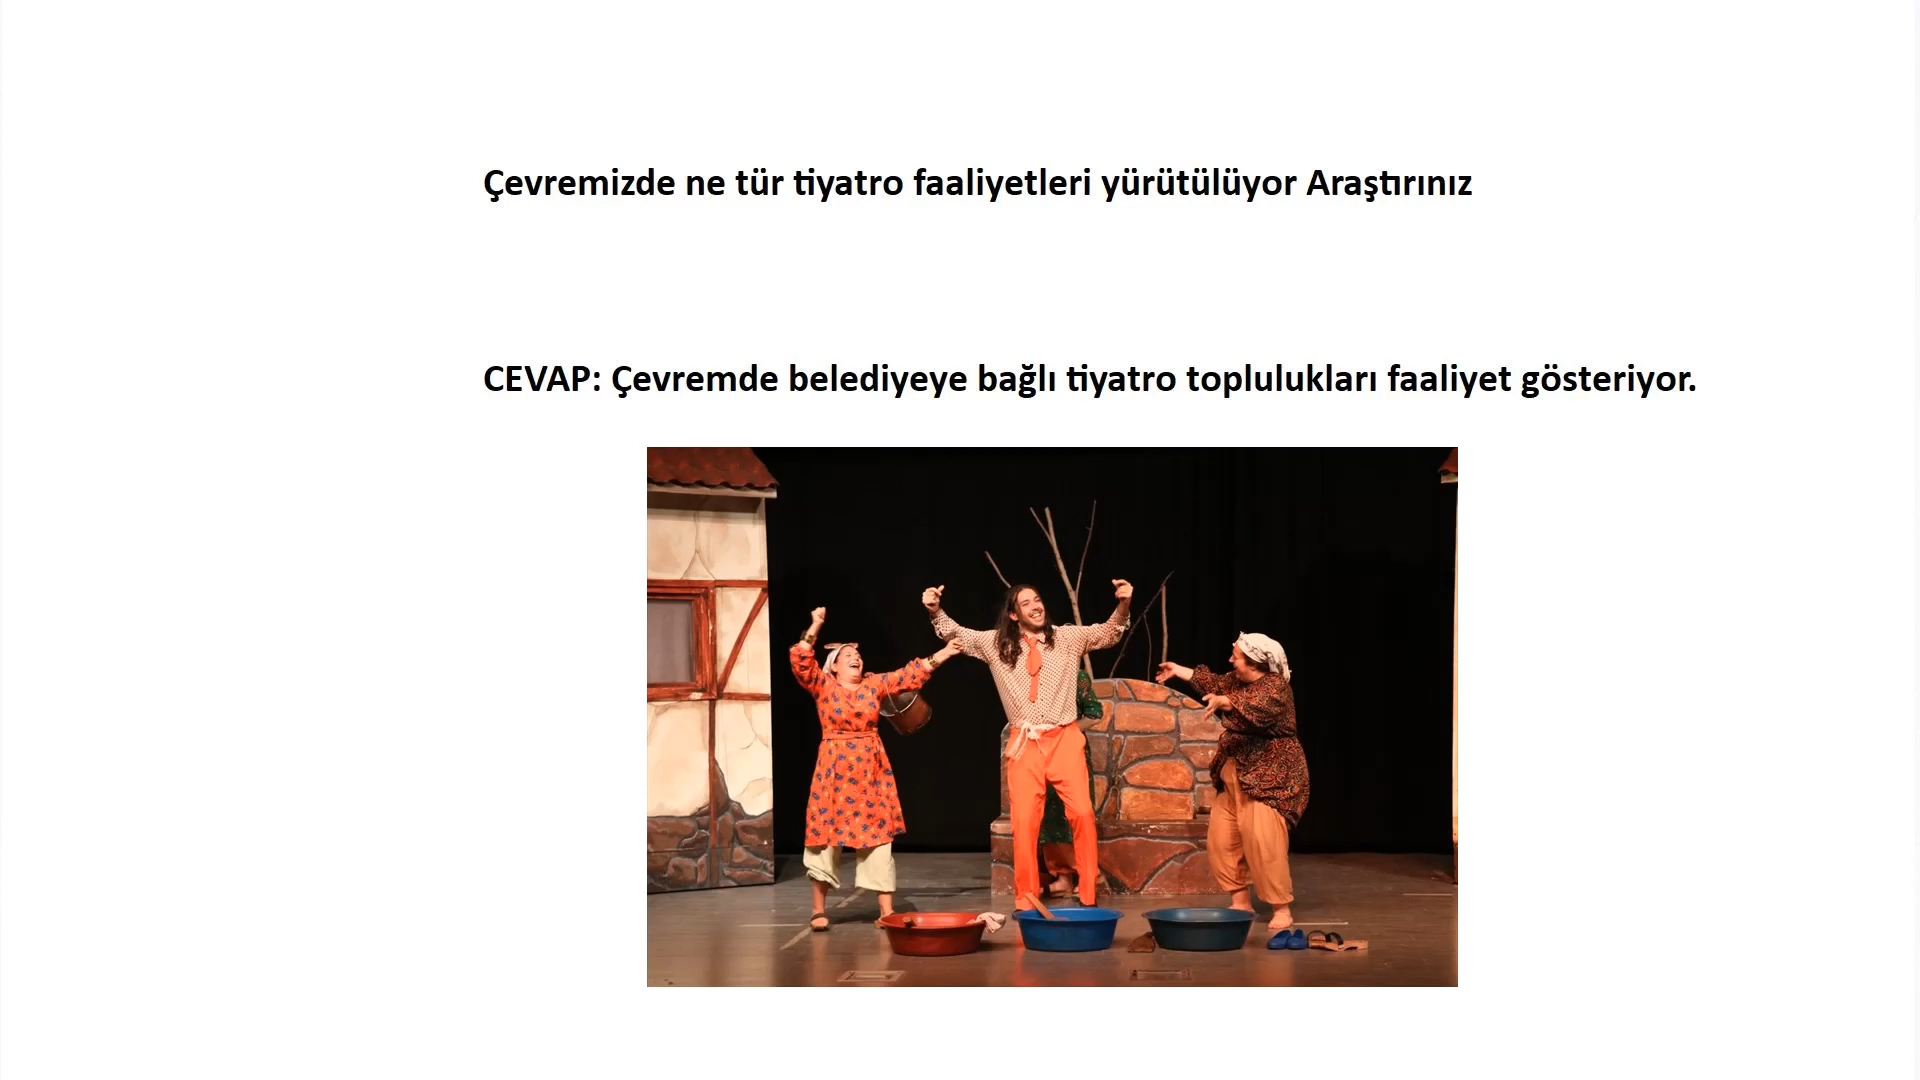 Çevremizde ne tür tiyatro faaliyetleri yürütülüyor Araştırınız
CEVAP: Çevremde belediyeye bağlı tiyatro toplulukları faaliyet gösteriyor.